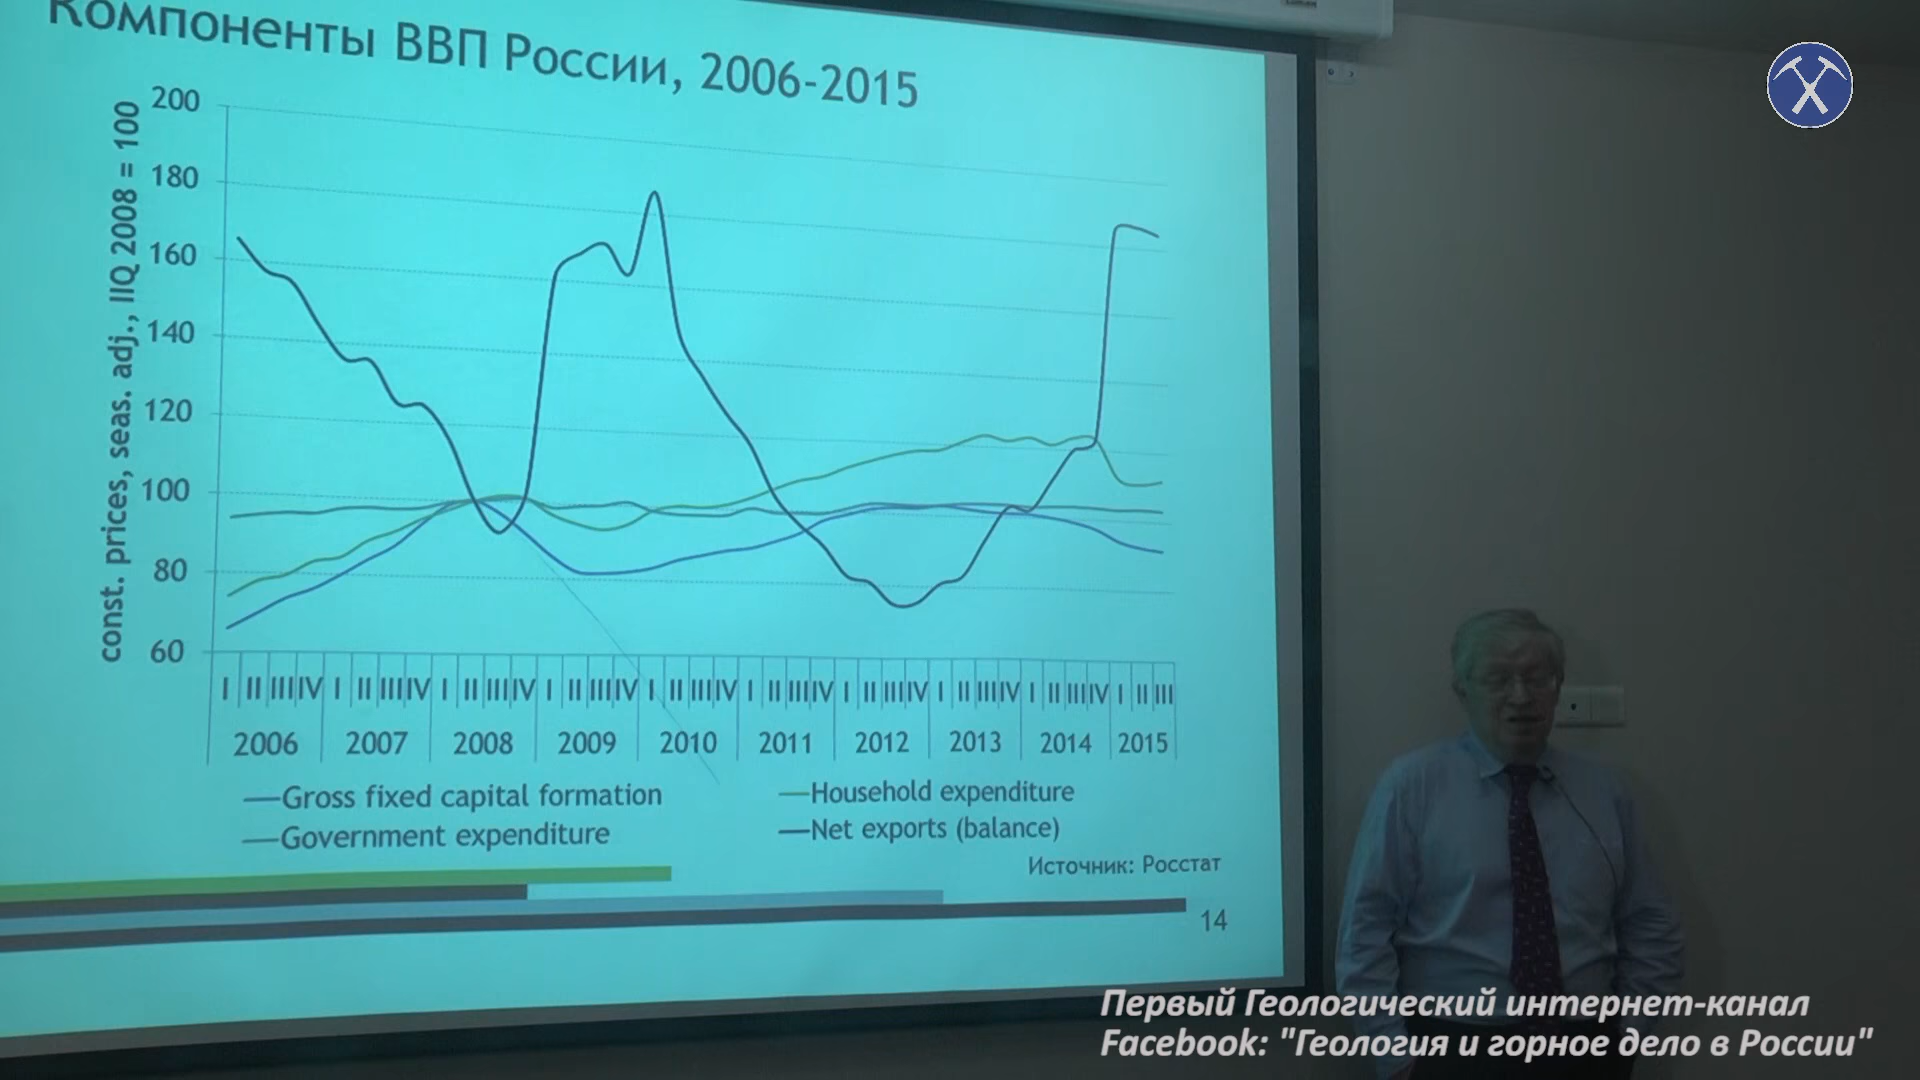 Компоненты ВВП России, 2006-2015
const. prices, seas. adj., IIQ 2008 = 100
200
180
160
140
120
100
80
60
I II III IV I II III IV I II III IV I II III IV I II III IV I II III IV I II III IV I II III IV I II III IV I II III
2006 2007 2008 2009 2010 2011 2012 2013 2014 2015
Gross fixed capital formation
Household expenditure
Government expenditure
Net exports (balance)
Источник: Росстат
14
Первый Геологический интернет-канал
Facebook: "Геология и горное дело в России"